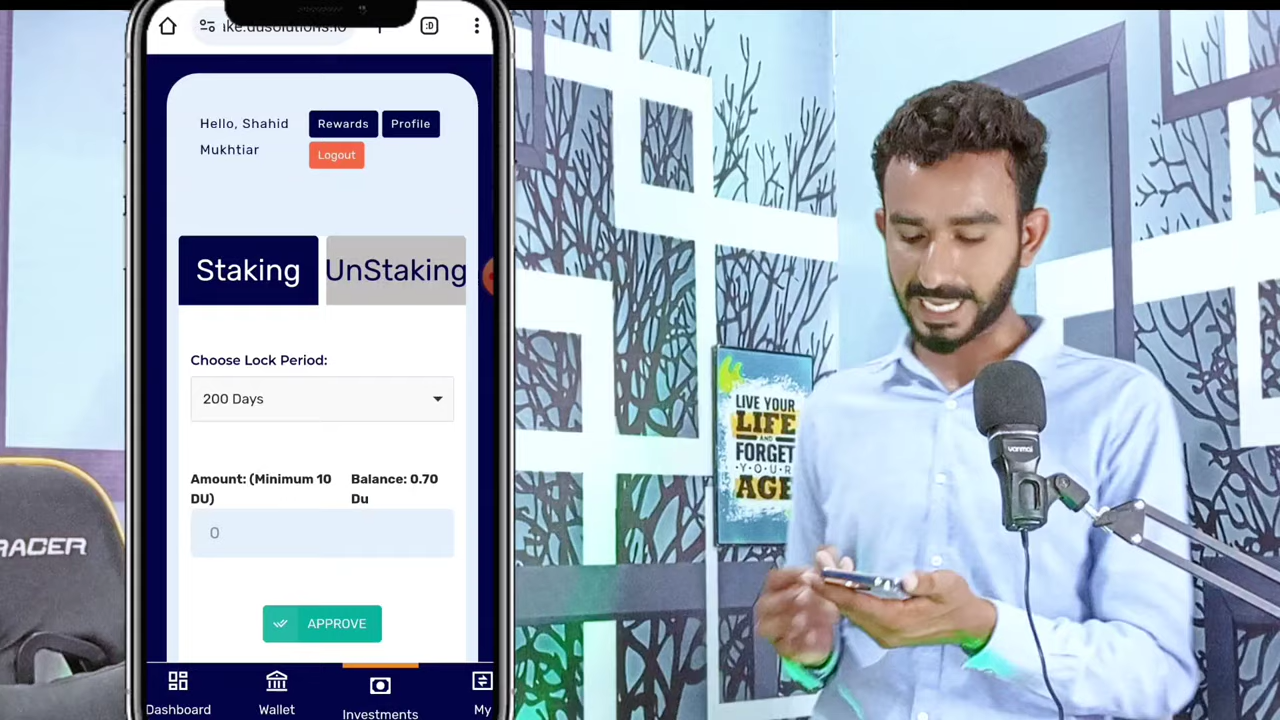 Hello, Shahid
Mukhtiar
Rewards
Profile
Logout
Staking
UnStaking
Choose Lock Period:
200 Days
Amount: (Minimum 10
DU)
Balance: 0.70
Du
0
APPROVE
Dashboard
Wallet
Investments
My
LIVE YOUR
LIFE
AND
FORGET
YOUR
AGE
RACER